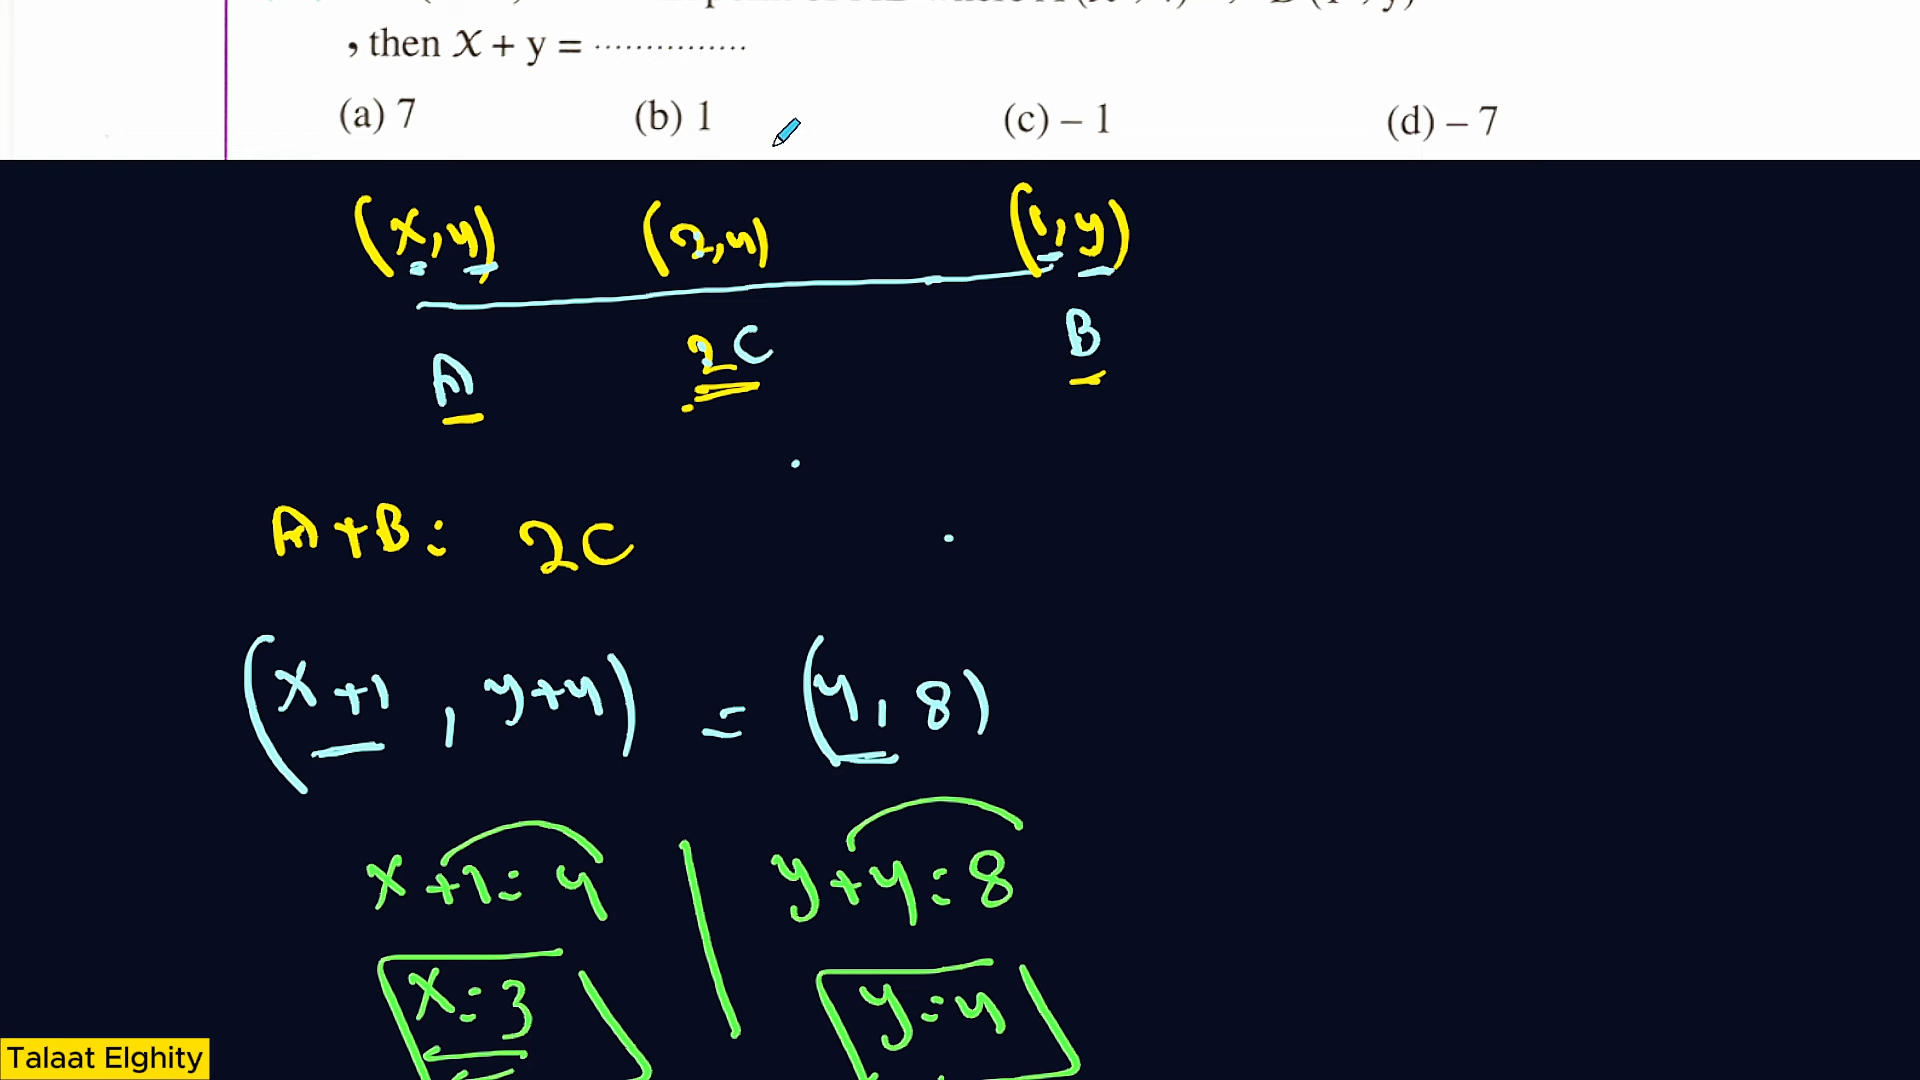 , then X + y = ...............
(a) 7 (b) 1 (c) – 1 (d) – 7
(x,4) (2,4) (1,y)
A 2C B
A+B = 2C
(x+1 , y+4) = (4, 8)
x+1=4 y+4=8
x=3 y=4
Talaat Elghity